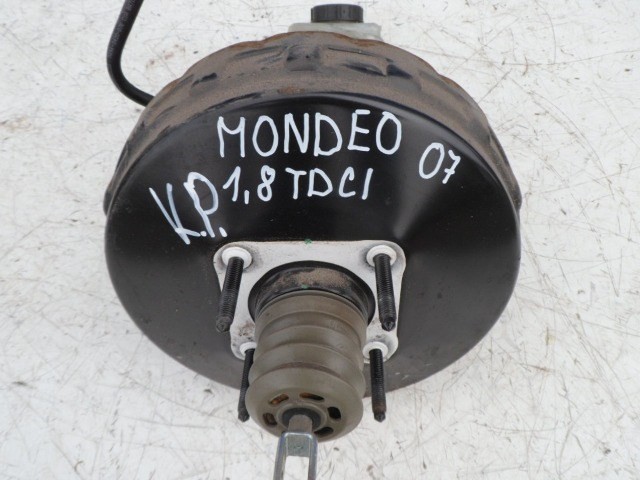 MONDEO 07
K.P. 1,8 TDCI